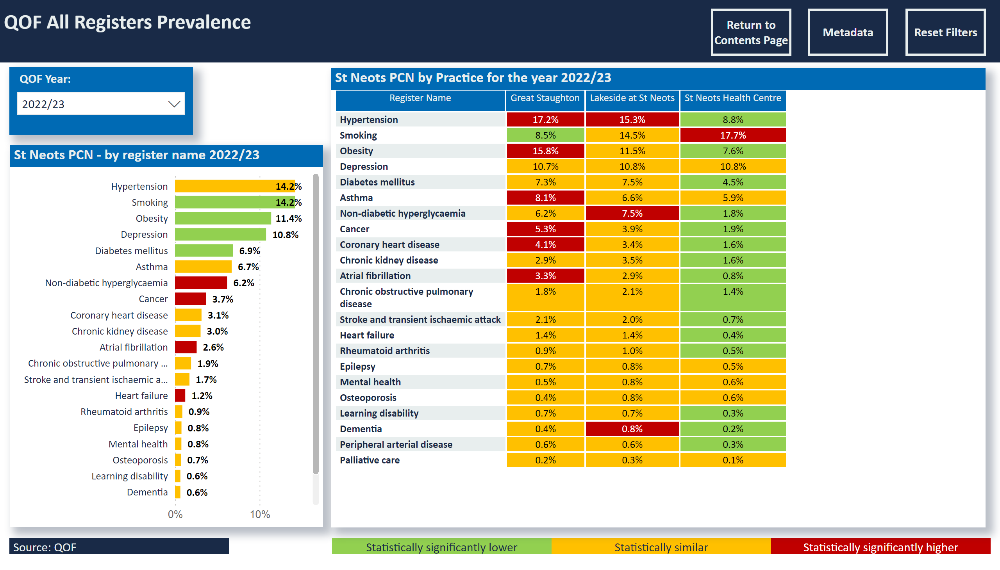 QOF All Registers Prevalence
Return to
Contents Page
Metadata
Reset Filters
QOF Year:
2022/23
St Neots PCN - by register name 2022/23
Hypertension 14.2%
Smoking 14.2%
Obesity 11.4%
Depression 10.8%
Diabetes mellitus 6.9%
Asthma 6.7%
Non-diabetic hyperglycaemia 6.2%
Cancer 3.7%
Coronary heart disease 3.1%
Chronic kidney disease 3.0%
Atrial fibrillation 2.6%
Chronic obstructive pulmonary ... 1.9%
Stroke and transient ischaemic a... 1.7%
Heart failure 1.2%
Rheumatoid arthritis 0.9%
Epilepsy 0.8%
Mental health 0.8%
Osteoporosis 0.7%
Learning disability 0.6%
Dementia 0.6%
0% 10%
St Neots PCN by Practice for the year 2022/23
Register Name Great Staughton Lakeside at St Neots St Neots Health Centre
Hypertension 17.2% 15.3% 8.8%
Smoking 8.5% 14.5% 17.7%
Obesity 15.8% 11.5% 7.6%
Depression 10.7% 10.8% 10.8%
Diabetes mellitus 7.3% 7.5% 4.5%
Asthma 8.1% 6.6% 5.9%
Non-diabetic hyperglycaemia 6.2% 7.5% 1.8%
Cancer 5.3% 3.9% 1.9%
Coronary heart disease 4.1% 3.4% 1.6%
Chronic kidney disease 2.9% 3.5% 1.6%
Atrial fibrillation 3.3% 2.9% 0.8%
Chronic obstructive pulmonary 1.8% 2.1% 1.4%
disease
Stroke and transient ischaemic attack 2.1% 2.0% 0.7%
Heart failure 1.4% 1.4% 0.4%
Rheumatoid arthritis 0.9% 1.0% 0.5%
Epilepsy 0.7% 0.8% 0.5%
Mental health 0.5% 0.8% 0.6%
Osteoporosis 0.4% 0.8% 0.6%
Learning disability 0.7% 0.7% 0.3%
Dementia 0.4% 0.8% 0.2%
Peripheral arterial disease 0.6% 0.6% 0.3%
Palliative care 0.2% 0.3% 0.1%
Source: QOF
Statistically significantly lower
Statistically similar
Statistically significantly higher